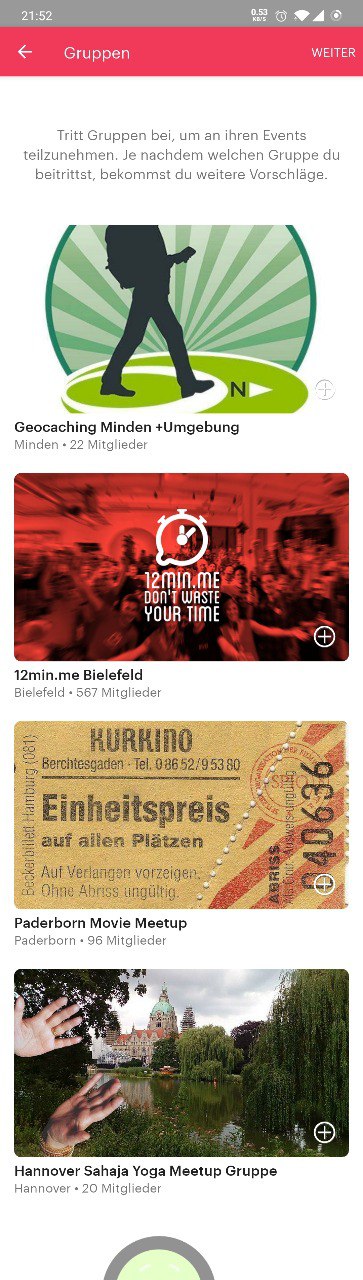 21:52
0.53
KB/S
Gruppen
WEITER
Tritt Gruppen bei, um an ihren Events
teilzunehmen. Je nachdem welchen Gruppe du
beitrittst, bekommst du weitere Vorschläge.
N
Geocaching Minden +Umgebung
Minden • 22 Mitglieder
12MIN.ME
DON'T WASTE
YOUR TIME
12min.me Bielefeld
Bielefeld • 567 Mitglieder
Beckerbillett Hamburg (081)
KURKINO
Berchtesgaden · Tel. 0 86 52 / 9 53 80
Einheitspreis
auf allen Plätzen
Auf Verlangen vorzeigen.
Ohne Abriss ungültig.
ABRISS
040636
Paderborn Movie Meetup
Paderborn • 96 Mitglieder
Hannover Sahaja Yoga Meetup Gruppe
Hannover • 20 Mitglieder